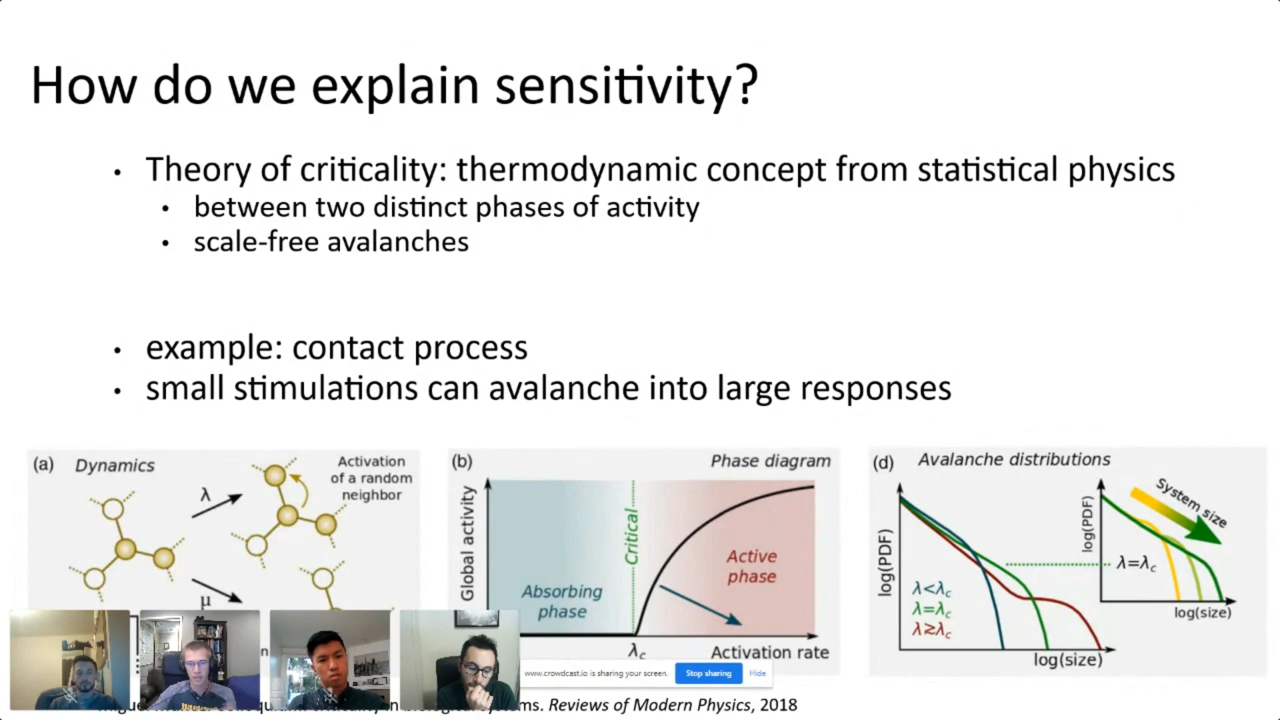 How do we explain sensitivity?
• Theory of criticality: thermodynamic concept from statistical physics
• between two distinct phases of activity
• scale-free avalanches
• example: contact process
• small stimulations can avalanche into large responses
(a) Dynamics
Activation
of a random
neighbor
λ
μ
(b) Phase diagram
Global activity
Critical
Absorbing
phase
Active
phase
λc
Activation rate
(d) Avalanche distributions
log(PDF)
λ<λc
λ=λc
λ≳λc
log(size)
log(PDF)
System size
λ=λc
log(size)
www.crowdcast.io is sharing your screen.
Stop sharing
Hide
Reviews of Modern Physics, 2018